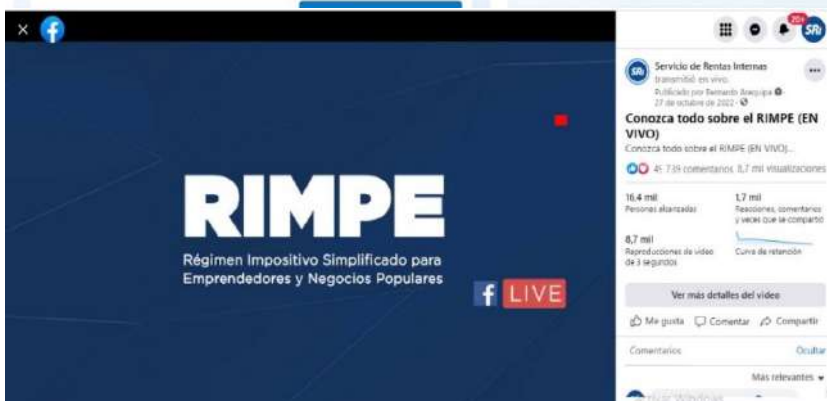 RIMPE
Régimen Impositivo Simplificado para
Emprendedores y Negocios Populares
f LIVE
20+
SRi
SRi
Servicio de Rentas Internas
transmitió en vivo.
Publicado por Bernardo Arequipa
27 de octubre de 2022
Conozca todo sobre el RIMPE (EN
VIVO)
Conozca todo sobre el RIMPE (EN VIVO)...
739 comentarios 8,7 mil visualizaciones
16,4 mil
Personas alcanzadas
1,7 mil
Reacciones, comentarios
y veces que se compartió
8,7 mil
Reproducciones de video
de 3 segundos
Curva de retención
Ver más detalles del video
Me gusta
Comentar
Compartir
Comentarios
Ocultar
Más relevantes
Windows